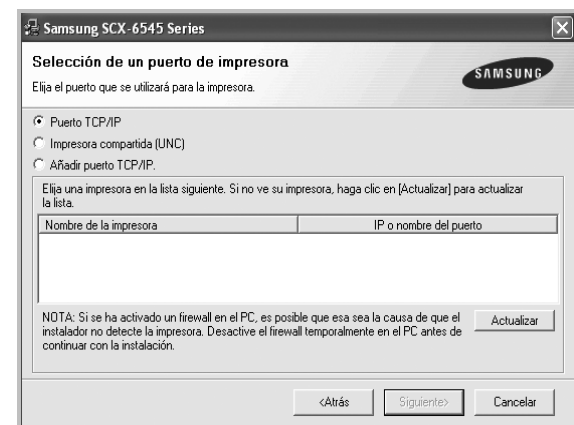 Samsung SCX-6545 Series
Selección de un puerto de impresora
Elija el puerto que se utilizará para la impresora.
SAMSUNG
Puerto TCP/IP
Impresora compartida (UNC)
Añadir puerto TCP/IP.
Elija una impresora en la lista siguiente. Si no ve su impresora, haga clic en [Actualizar] para actualizar
la lista.
Nombre de la impresora
IP o nombre del puerto
NOTA: Si se ha activado un firewall en el PC, es posible que esa sea la causa de que el
instalador no detecte la impresora. Desactive el firewall temporalmente en el PC antes de
continuar con la instalación.
Actualizar
<Atrás
Siguiente>
Cancelar